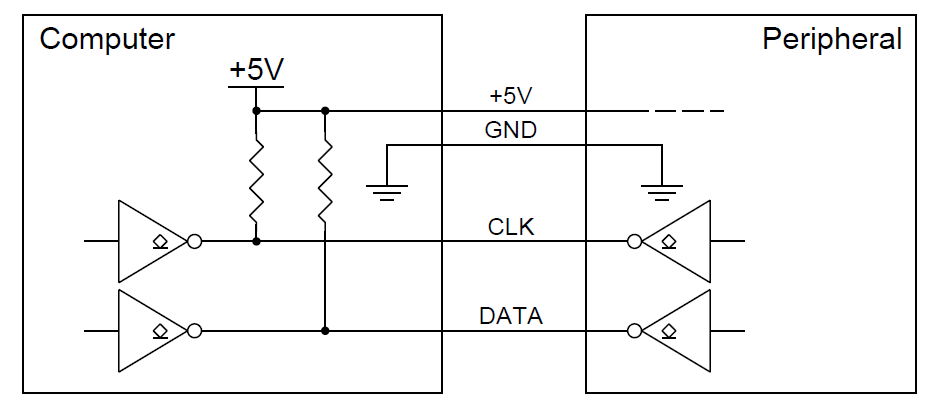 Computer
Peripheral
+5V
+5V
GND
CLK
DATA